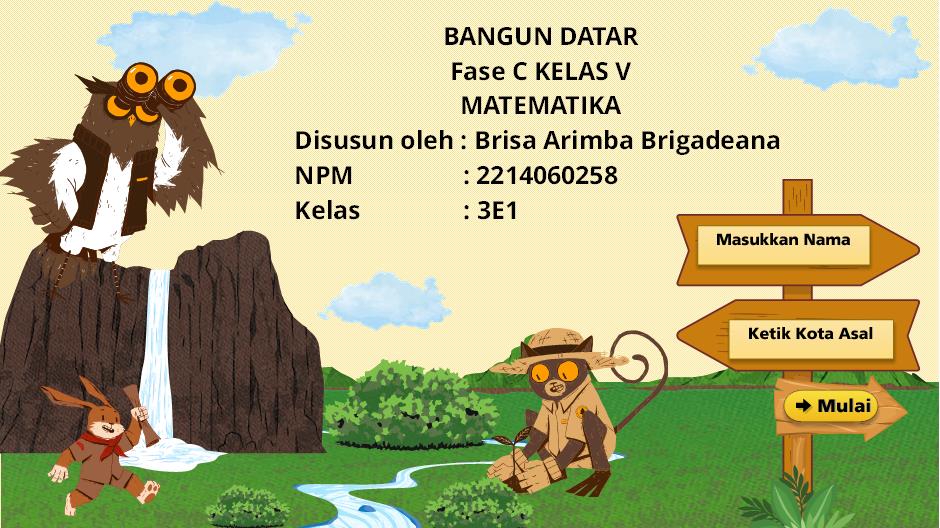 BANGUN DATAR
Fase C KELAS V
MATEMATIKA
Disusun oleh : Brisa Arimba Brigadeana
NPM : 2214060258
Kelas : 3E1
Masukkan Nama
Ketik Kota Asal
Mulai